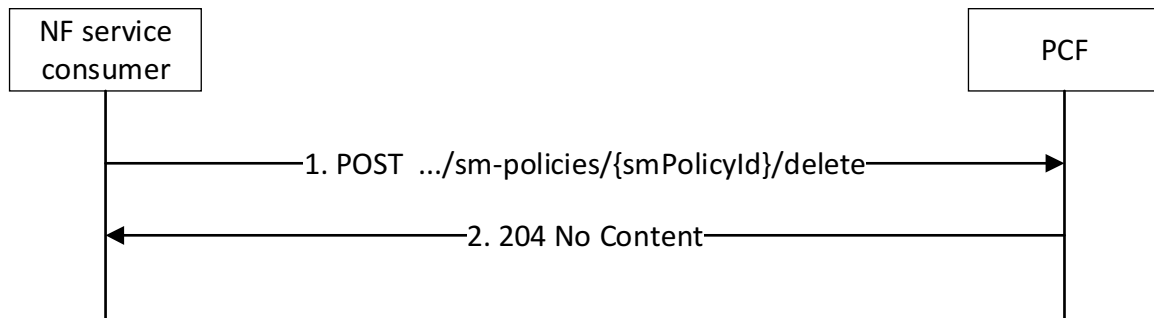 NF service
consumer
PCF
1. POST .../sm-policies/{smPolicyId}/delete
2. 204 No Content